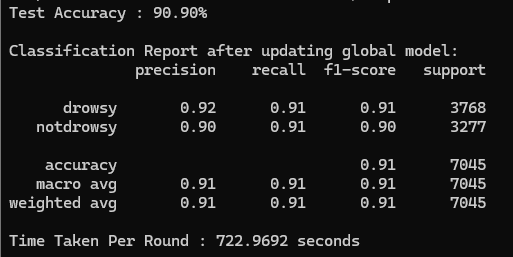 Test Accuracy : 90.90%
Classification Report after updating global model:
precision recall f1-score support
drowsy 0.92 0.91 0.91 3768
notdrowsy 0.90 0.91 0.90 3277
accuracy 0.91 7045
macro avg 0.91 0.91 0.91 7045
weighted avg 0.91 0.91 0.91 7045
Time Taken Per Round : 722.9692 seconds